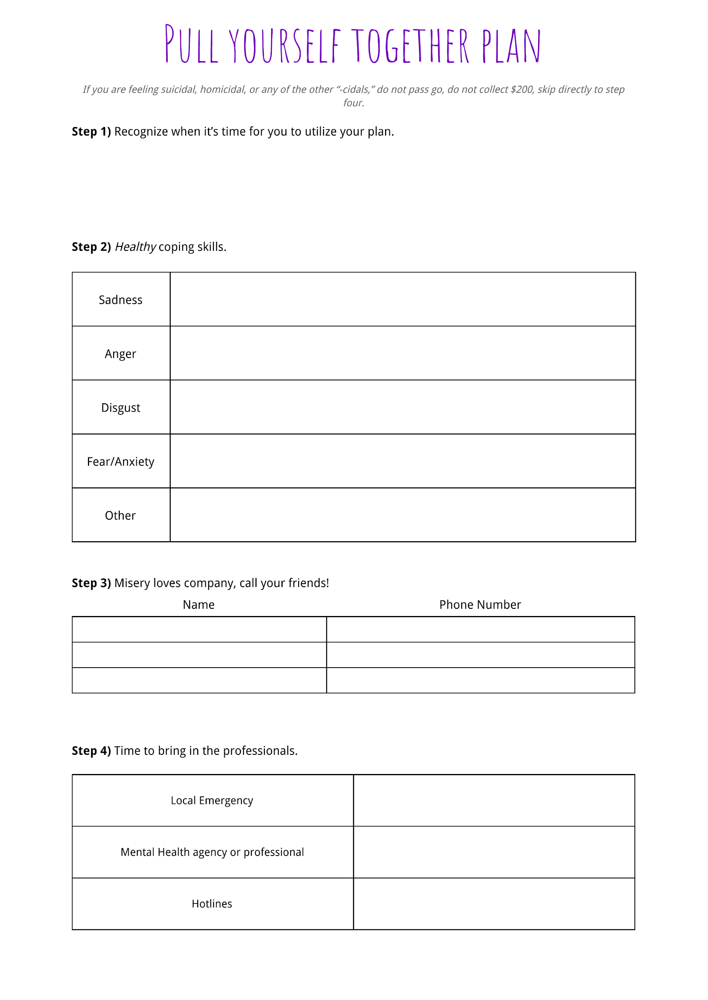 Pull yourself together plan
If you are feeling suicidal, homicidal, or any of the other “-cidals,” do not pass go, do not collect $200, skip directly to step
four.
Step 1) Recognize when it’s time for you to utilize your plan.
Step 2) Healthy coping skills.
Sadness
Anger
Disgust
Fear/Anxiety
Other
Step 3) Misery loves company, call your friends!
Name Phone Number
Step 4) Time to bring in the professionals.
Local Emergency
Mental Health agency or professional
Hotlines